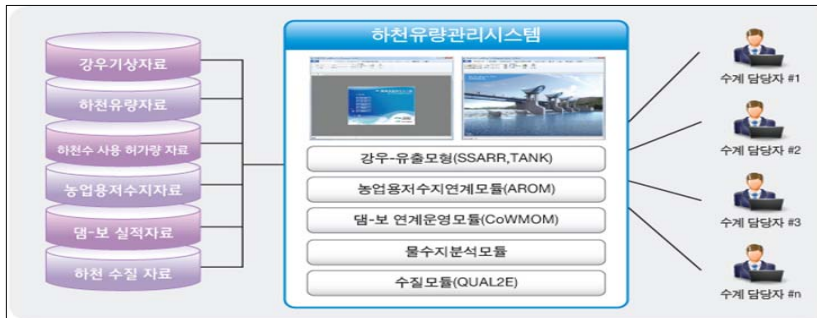 하천유량관리시스템
강우기상자료
하천유량자료
하천수 사용 허가량 자료
농업용저수지자료
댐-보 실적자료
하천 수질 자료
강우-유출모형(SSARR,TANK)
농업용저수지연계모듈(AROM)
댐-보 연계운영모듈(CoWMOM)
물수지분석모듈
수질모듈(QUAL2E)
수계 담당자 #1
수계 담당자 #2
수계 담당자 #3
수계 담당자 #n